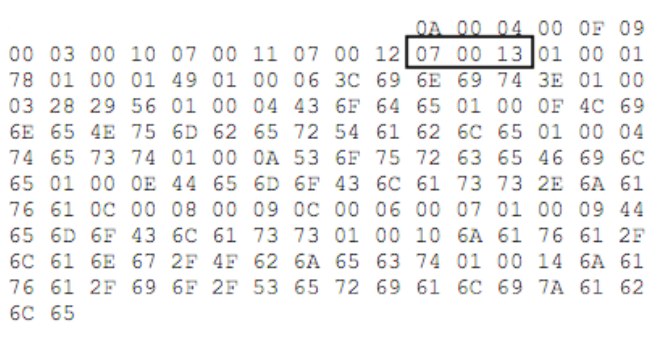 0A 00 04 00 0F 09
00 03 00 10 07 00 11 07 00 12 07 00 13 01 00 01
78 01 00 01 49 01 00 06 3C 69 6E 69 74 3E 01 00
03 28 29 56 01 00 04 43 6F 64 65 01 00 0F 4C 69
6E 65 4E 75 6D 62 65 72 54 61 62 6C 65 01 00 04
74 65 73 74 01 00 0A 53 6F 75 72 63 65 46 69 6C
65 01 00 0E 44 65 6D 6F 43 6C 61 73 73 2E 6A 61
76 61 0C 00 08 00 09 0C 00 06 00 07 01 00 09 44
65 6D 6F 43 6C 61 73 73 01 00 10 6A 61 76 61 2F
6C 61 6E 67 2F 4F 62 6A 65 63 74 01 00 14 6A 61
76 61 2F 69 6F 2F 53 65 72 69 61 6C 69 7A 61 62
6C 65